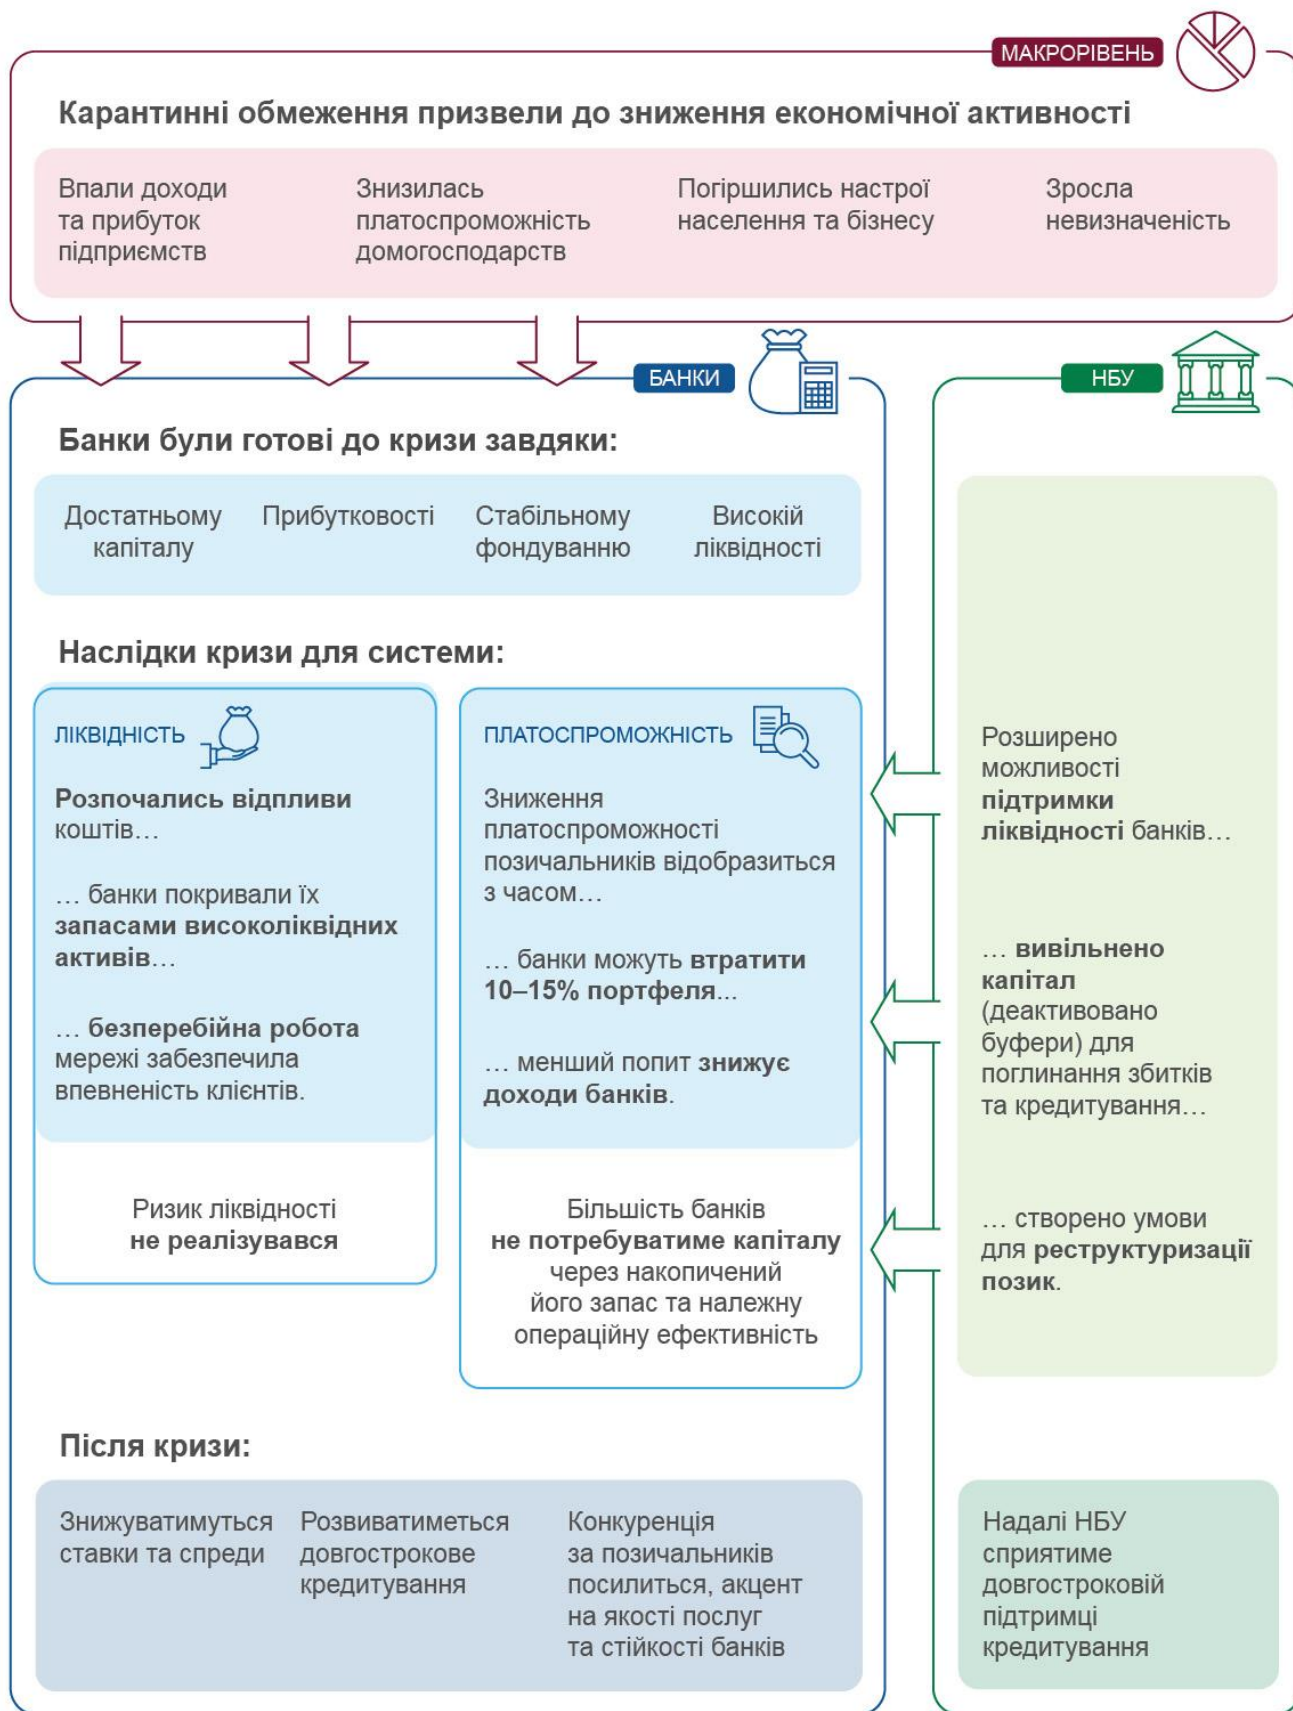 МАКРОРІВЕНЬ
Карантинні обмеження призвели до зниження економічної активності
Впали доходи
та прибуток
підприємств
Знизилась
платоспроможність
домогосподарств
Погіршились настрої
населення та бізнесу
Зросла
невизначеність
БАНКИ
Банки були готові до кризи завдяки:
Достатньому
капіталу
Прибутковості
Стабільному
фондуванню
Високій
ліквідності
Наслідки кризи для системи:
ЛІКВІДНІСТЬ
Розпочались відпливи
коштів…
… банки покривали їх
запасами високоліквідних
активів…
… безперебійна робота
мережі забезпечила
впевненість клієнтів.
Ризик ліквідності
не реалізувався
ПЛАТОСПРОМОЖНІСТЬ
Зниження
платоспроможності
позичальників відобразиться
з часом…
… банки можуть втратити
10–15% портфеля...
… менший попит знижує
доходи банків.
Більшість банків
не потребуватиме капіталу
через накопичений
його запас та належну
операційну ефективність
Після кризи:
Знижуватимуться
ставки та спреди
Розвиватиметься
довгострокове
кредитування
Конкуренція
за позичальників
посилиться, акцент
на якості послуг
та стійкості банків
НБУ
Розширено
можливості
підтримки
ліквідності банків…
… вивільнено
капітал
(деактивовано
буфери) для
поглинання збитків
та кредитування…
… створено умови
для реструктуризації
позик.
Надалі НБУ
сприятиме
довгостроковій
підтримці
кредитування